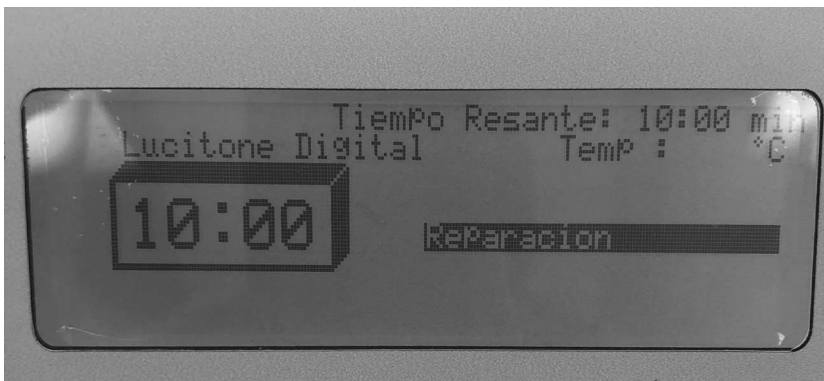 Tiempo Resante: 10:00 min
Lucitone Digital Temp : °C
10:00
Reparacion